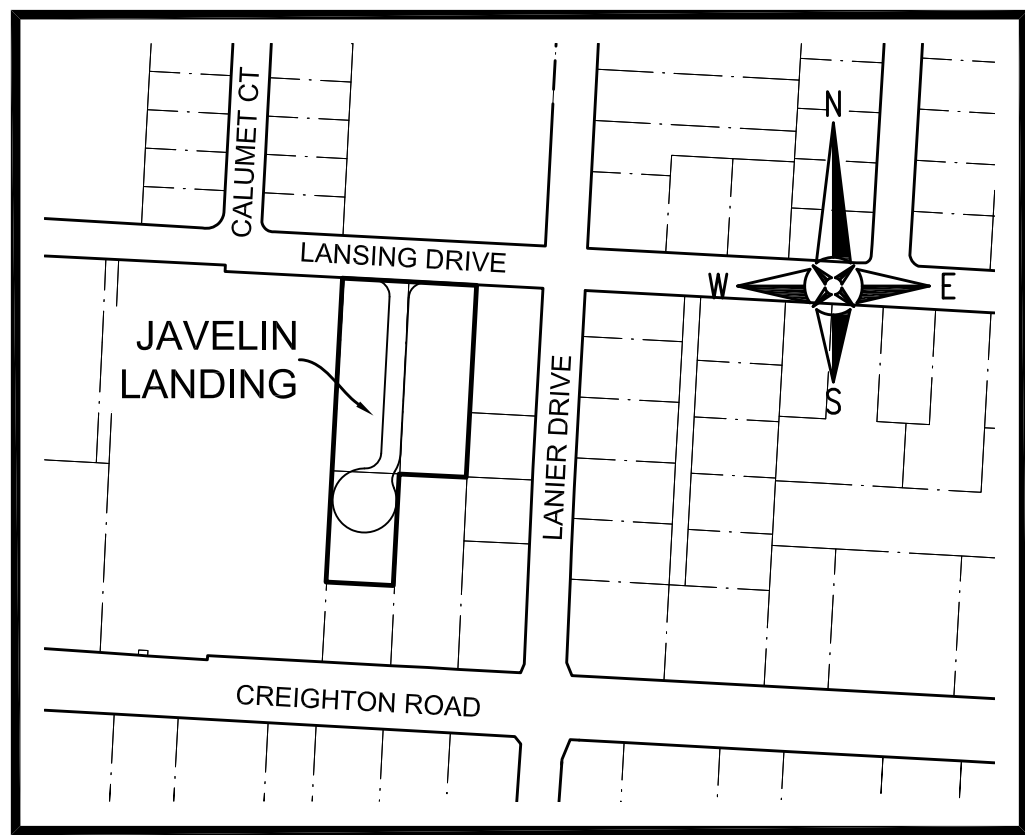 CALUMET CT
N
LANSING DRIVE
W
E
JAVELIN
LANDING
S
LANIER DRIVE
CREIGHTON ROAD